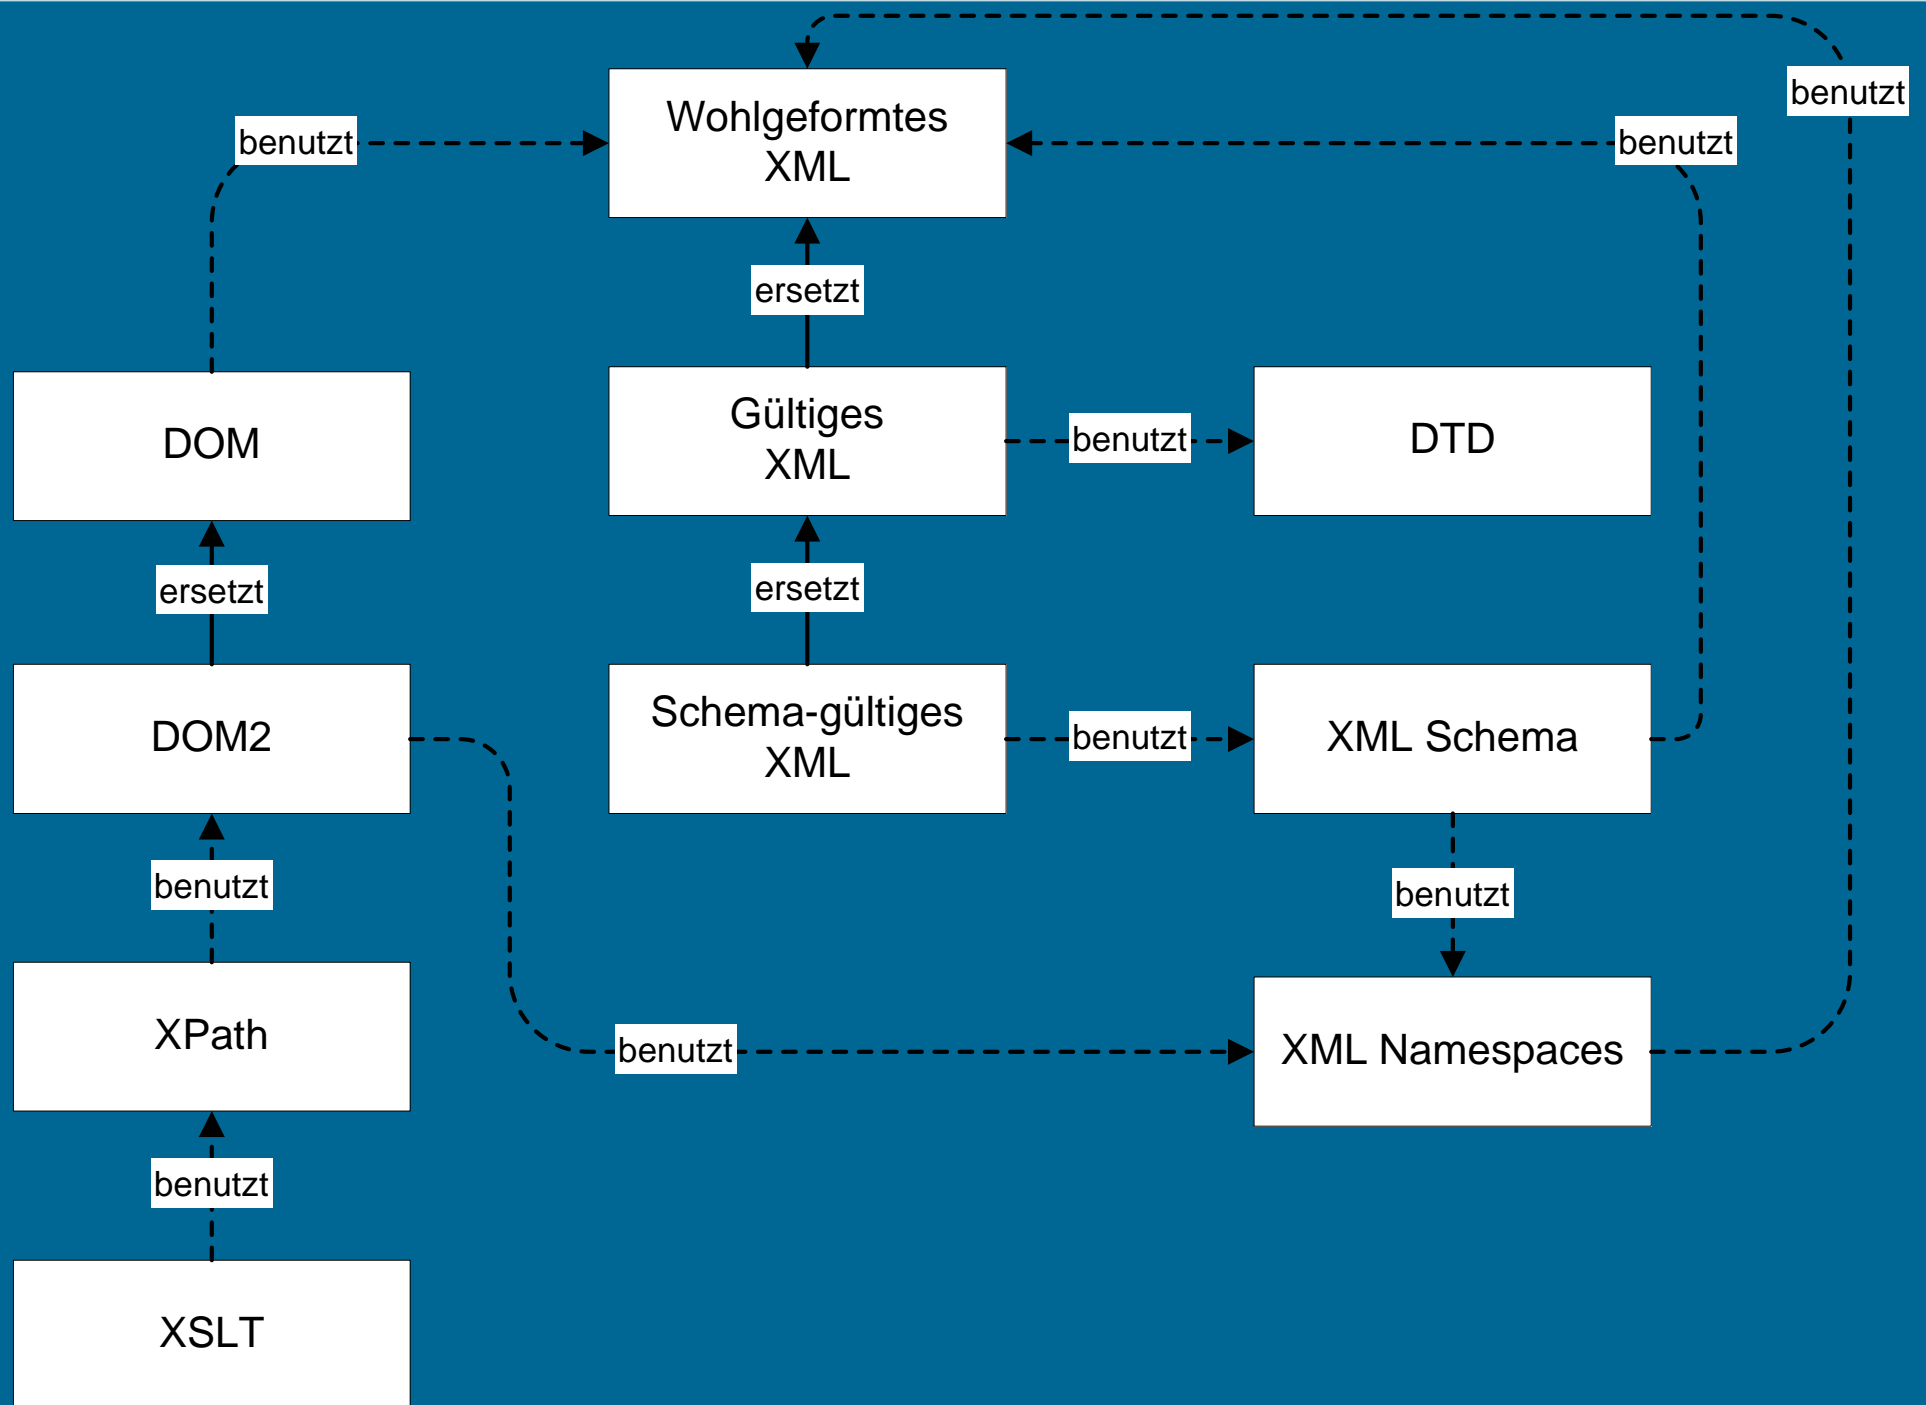 benutzt
Wohlgeformtes
XML
benutzt
benutzt
ersetzt
DOM
Gültiges
XML
benutzt
DTD
ersetzt
ersetzt
DOM2
Schema-gültiges
XML
benutzt
XML Schema
benutzt
benutzt
XPath
benutzt
XML Namespaces
benutzt
XSLT